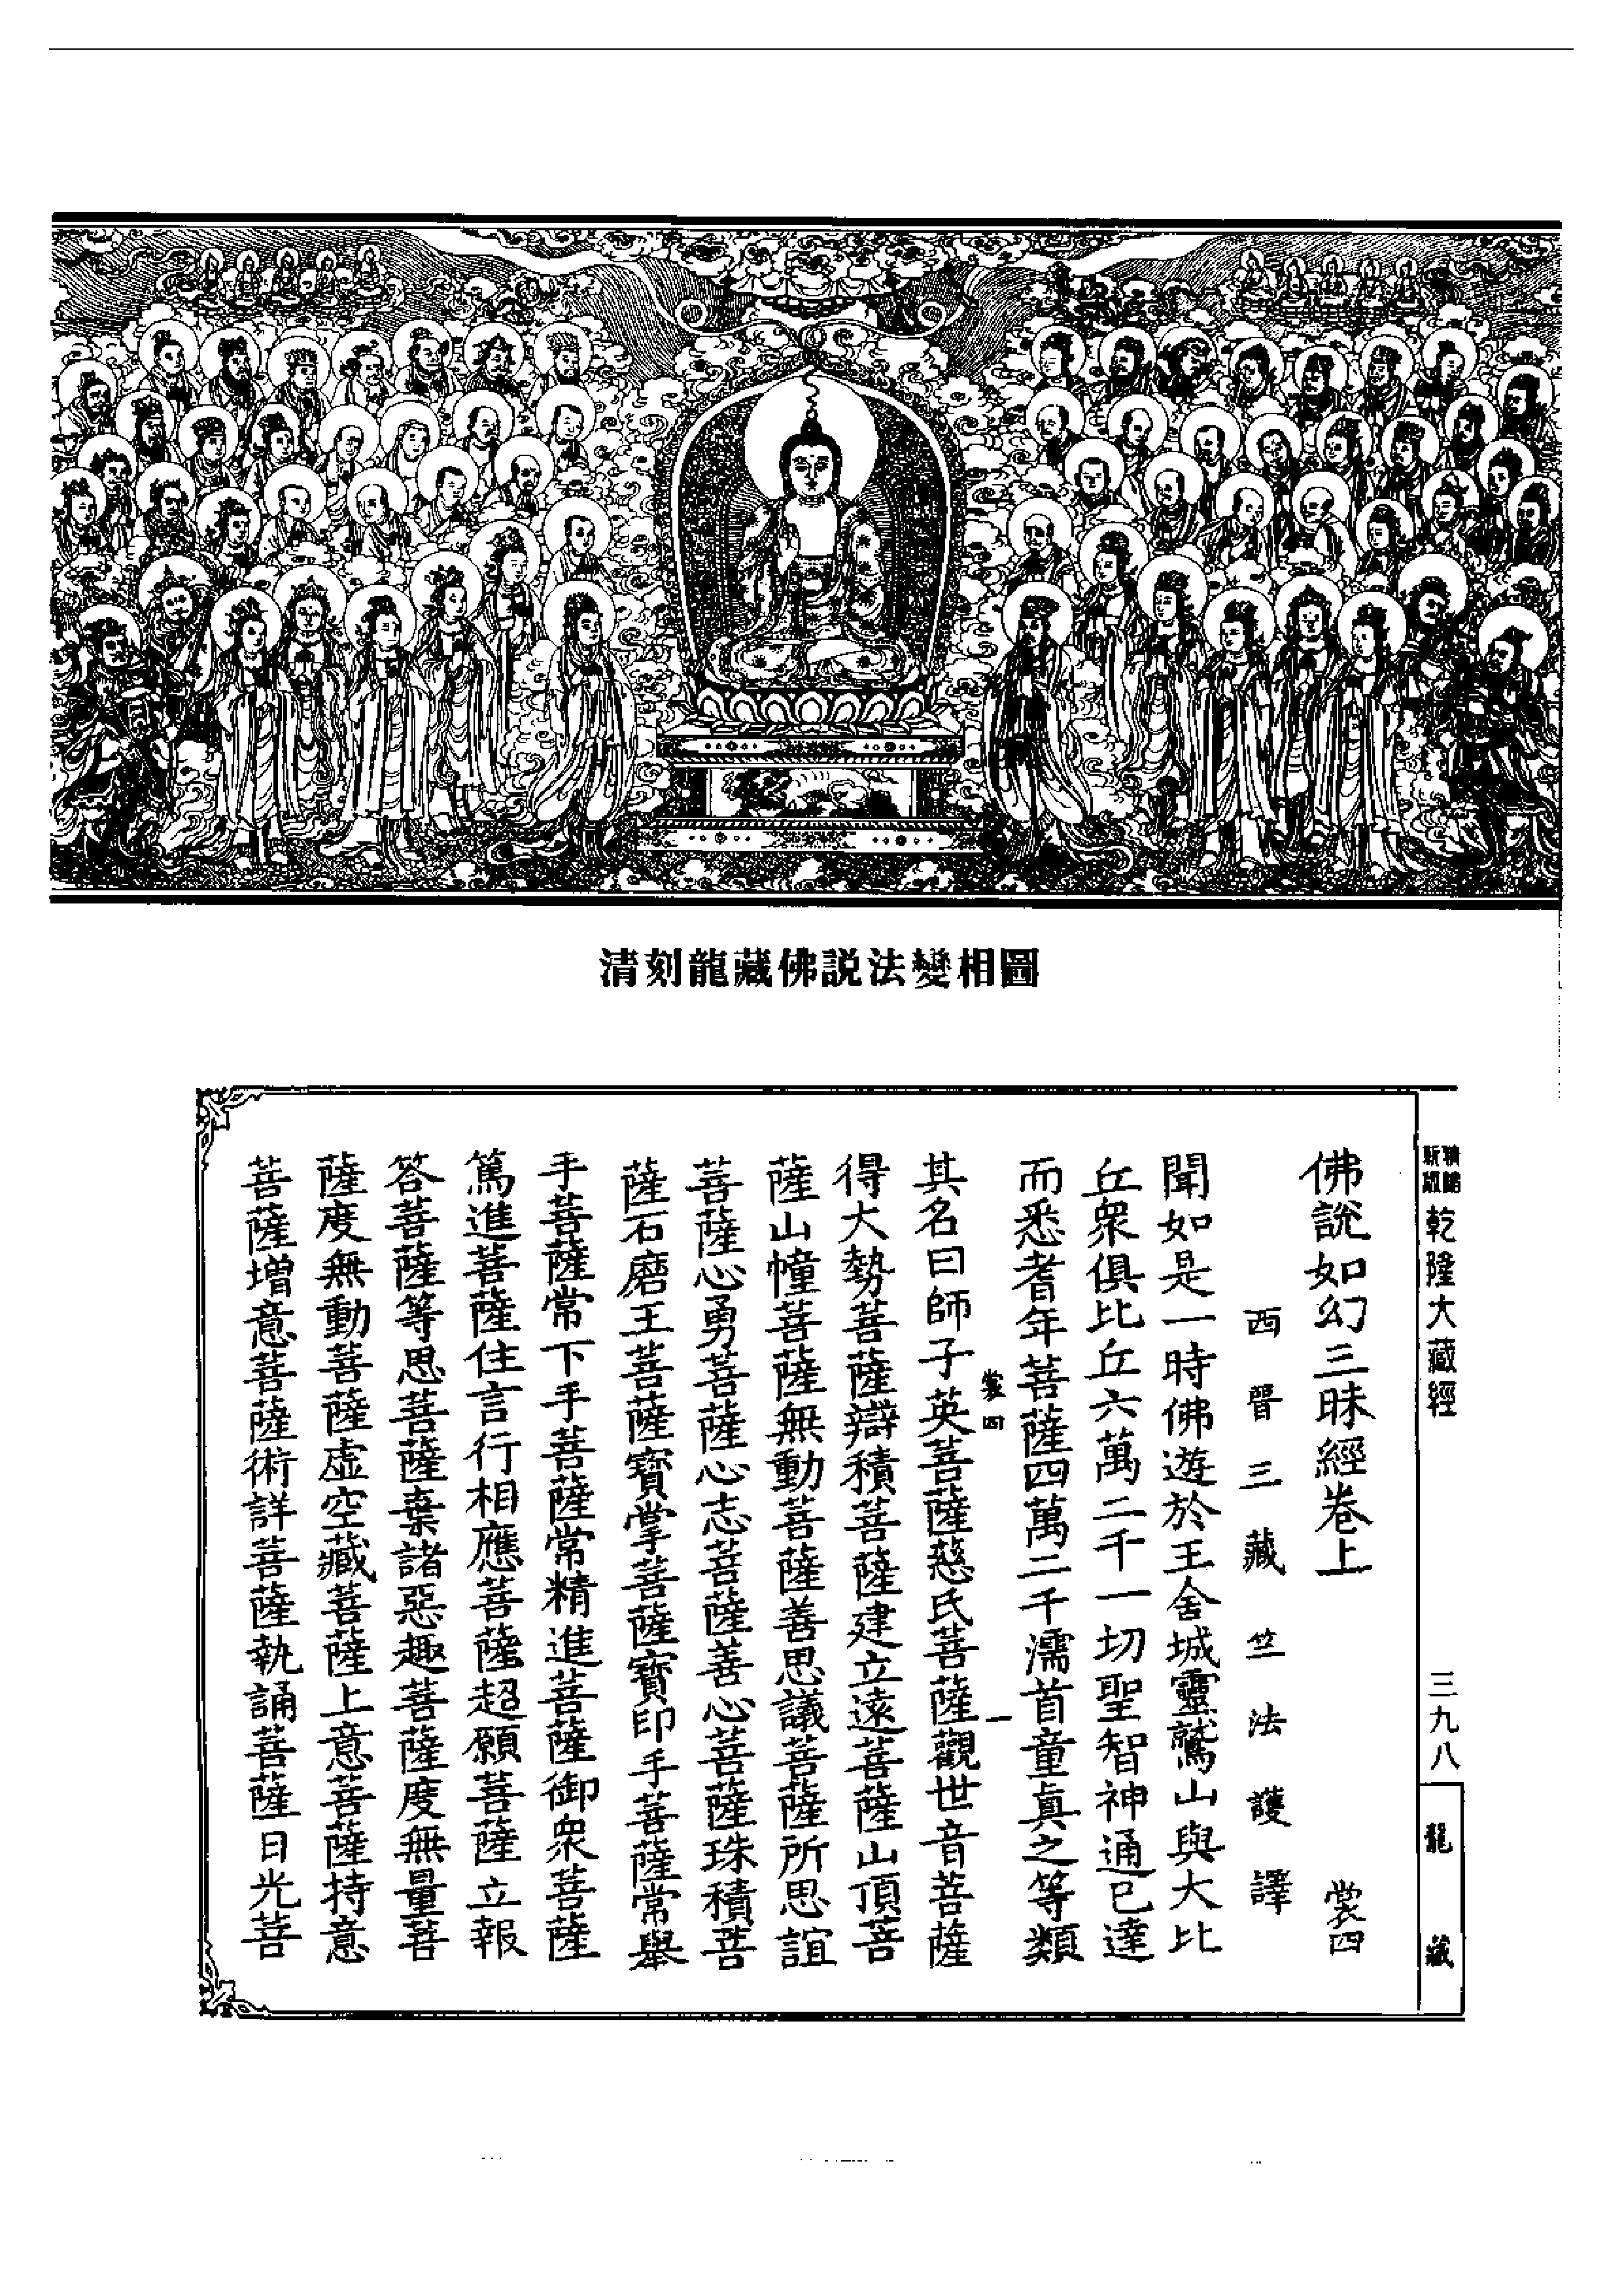 清刻龍藏佛説法變相圖
乾隆大藏經
三九八
龍藏
佛說如幻三昧經卷上 裳四
西晉三藏竺法護譯
聞如是一時佛遊於王舍城靈鷲山與大比
丘衆俱比丘六萬二千一切聖智神通已達
而悉耆年菩薩四萬二千濡首童真之等類
裳四 一
其名曰師子英菩薩慈氏菩薩觀世音菩薩
得大勢菩薩辯積菩薩建立遠菩薩山頂菩
薩山幢菩薩無動菩薩善思議菩薩所思誼
菩薩心勇菩薩心志菩薩善心菩薩珠積菩
薩石磨王菩薩寶掌菩薩寶印手菩薩常舉
手菩薩常下手菩薩常精進菩薩御衆菩薩
篤進菩薩住言行相應菩薩超願菩薩立報
答菩薩等思菩薩棄諸惡趣菩薩度無量菩
薩度無動菩薩虛空藏菩薩上意菩薩持意
菩薩增意菩薩術詳菩薩執誦菩薩日光菩